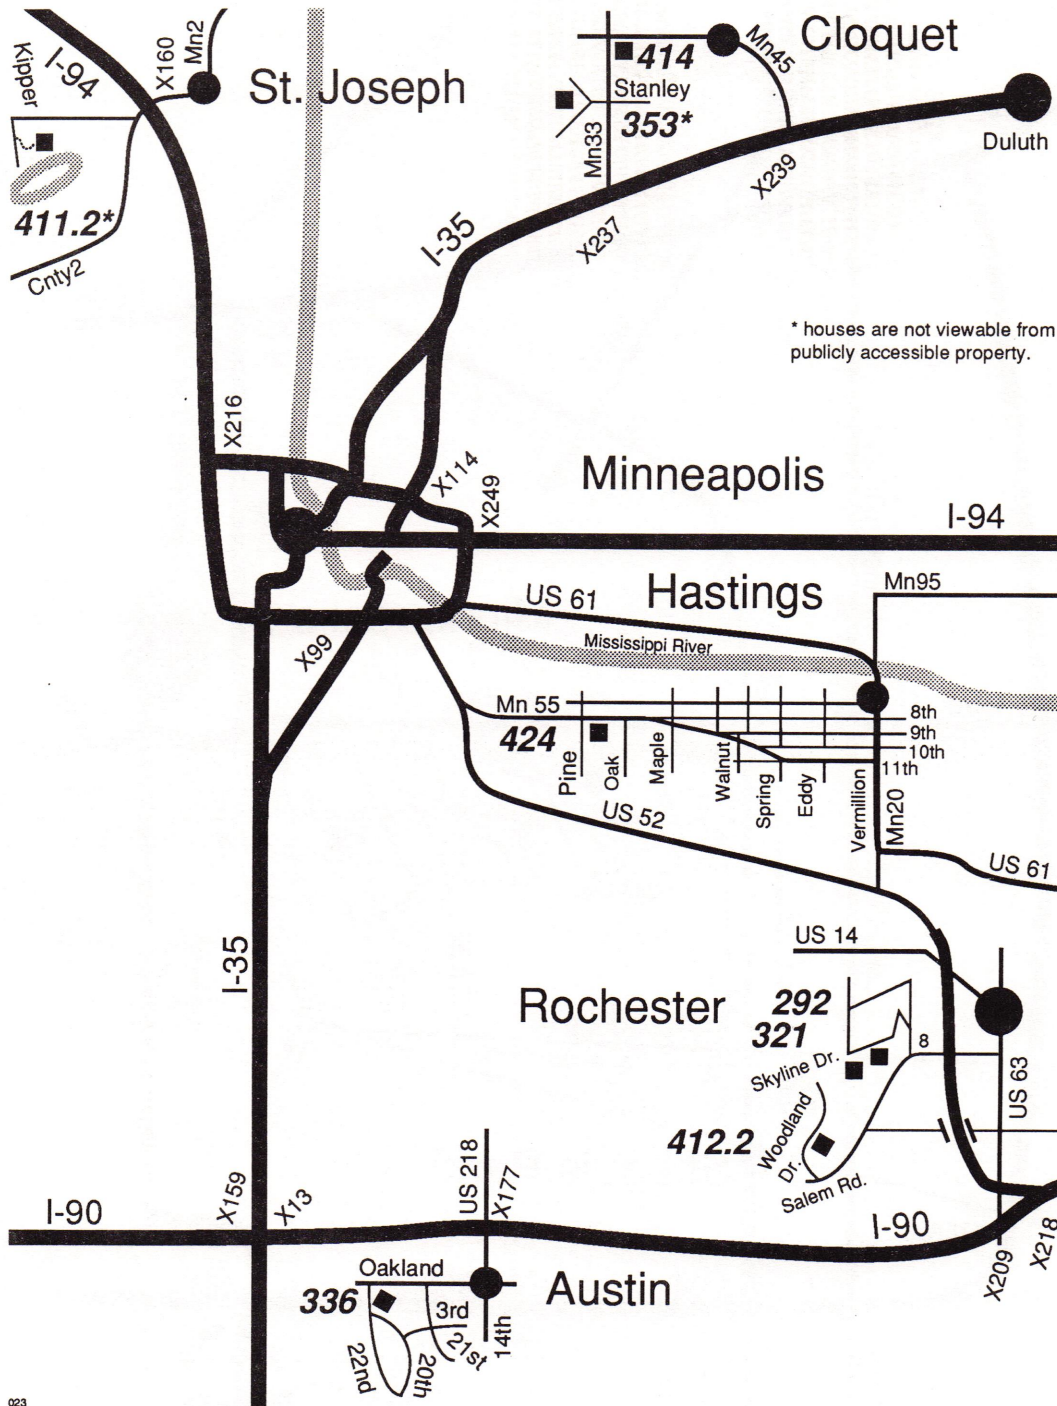 Cloquet
Mn2
X160
I-94
Kipper
St. Joseph
414
Mn45
Stanley
353*
Mn33
Duluth
X239
X237
I-35
411.2*
Cnty2
* houses are not viewable from
publicly accessible property.
X216
X114
X249
Minneapolis
I-94
Mn95
Hastings
US 61
Mississippi River
X99
Mn 55
424
8th
9th
10th
11th
Pine
Oak
Maple
Walnut
Spring
Eddy
Vermillion
Mn20
US 52
US 61
US 14
I-35
Rochester
292
321
8
Skyline Dr.
US 63
Woodland
Dr.
412.2
Salem Rd.
US 218
X177
X159
X13
I-90
I-90
X218
X209
Oakland
Austin
336
3rd
21st
14th
20th
22nd
023